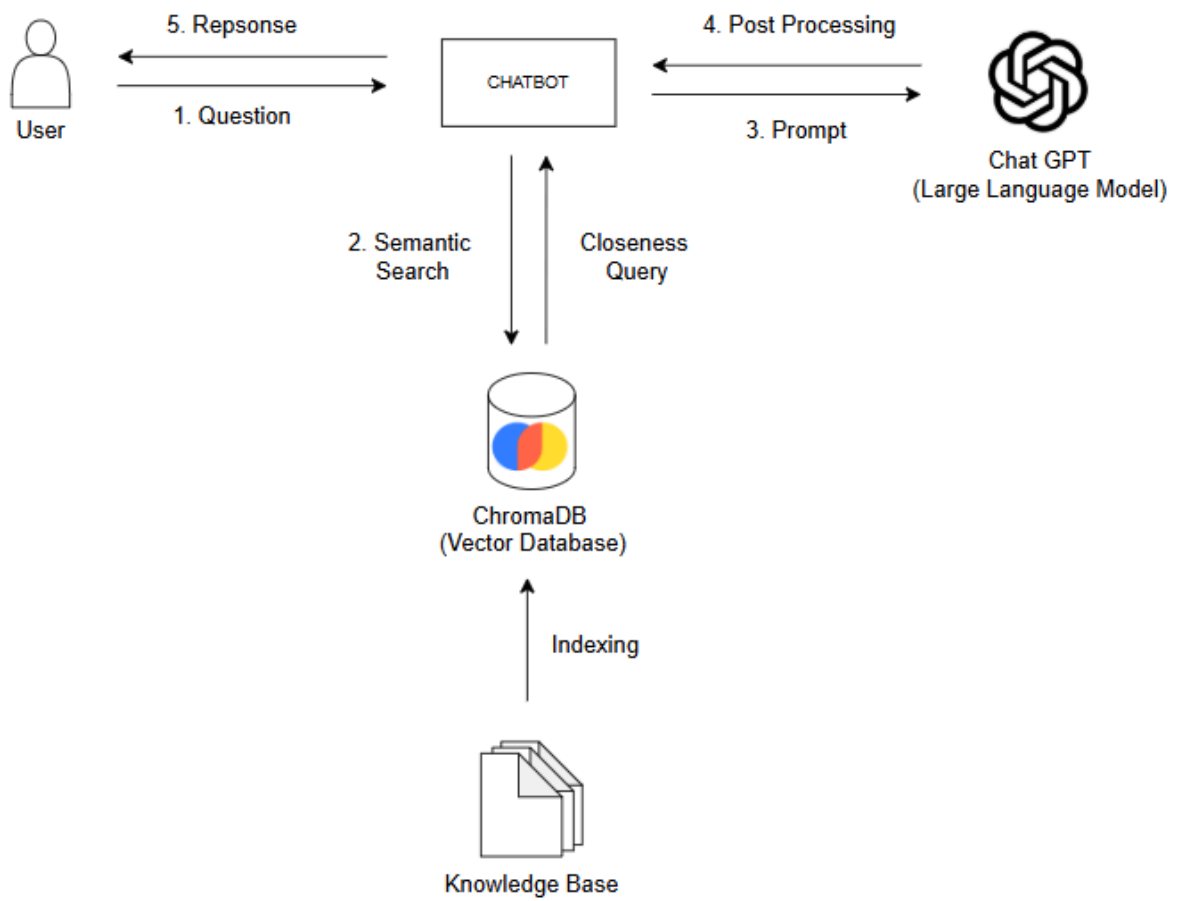 5. Repsonse
4. Post Processing
CHATBOT
1. Question
3. Prompt
User
Chat GPT
(Large Language Model)
2. Semantic
Search
Closeness
Query
ChromaDB
(Vector Database)
Indexing
Knowledge Base